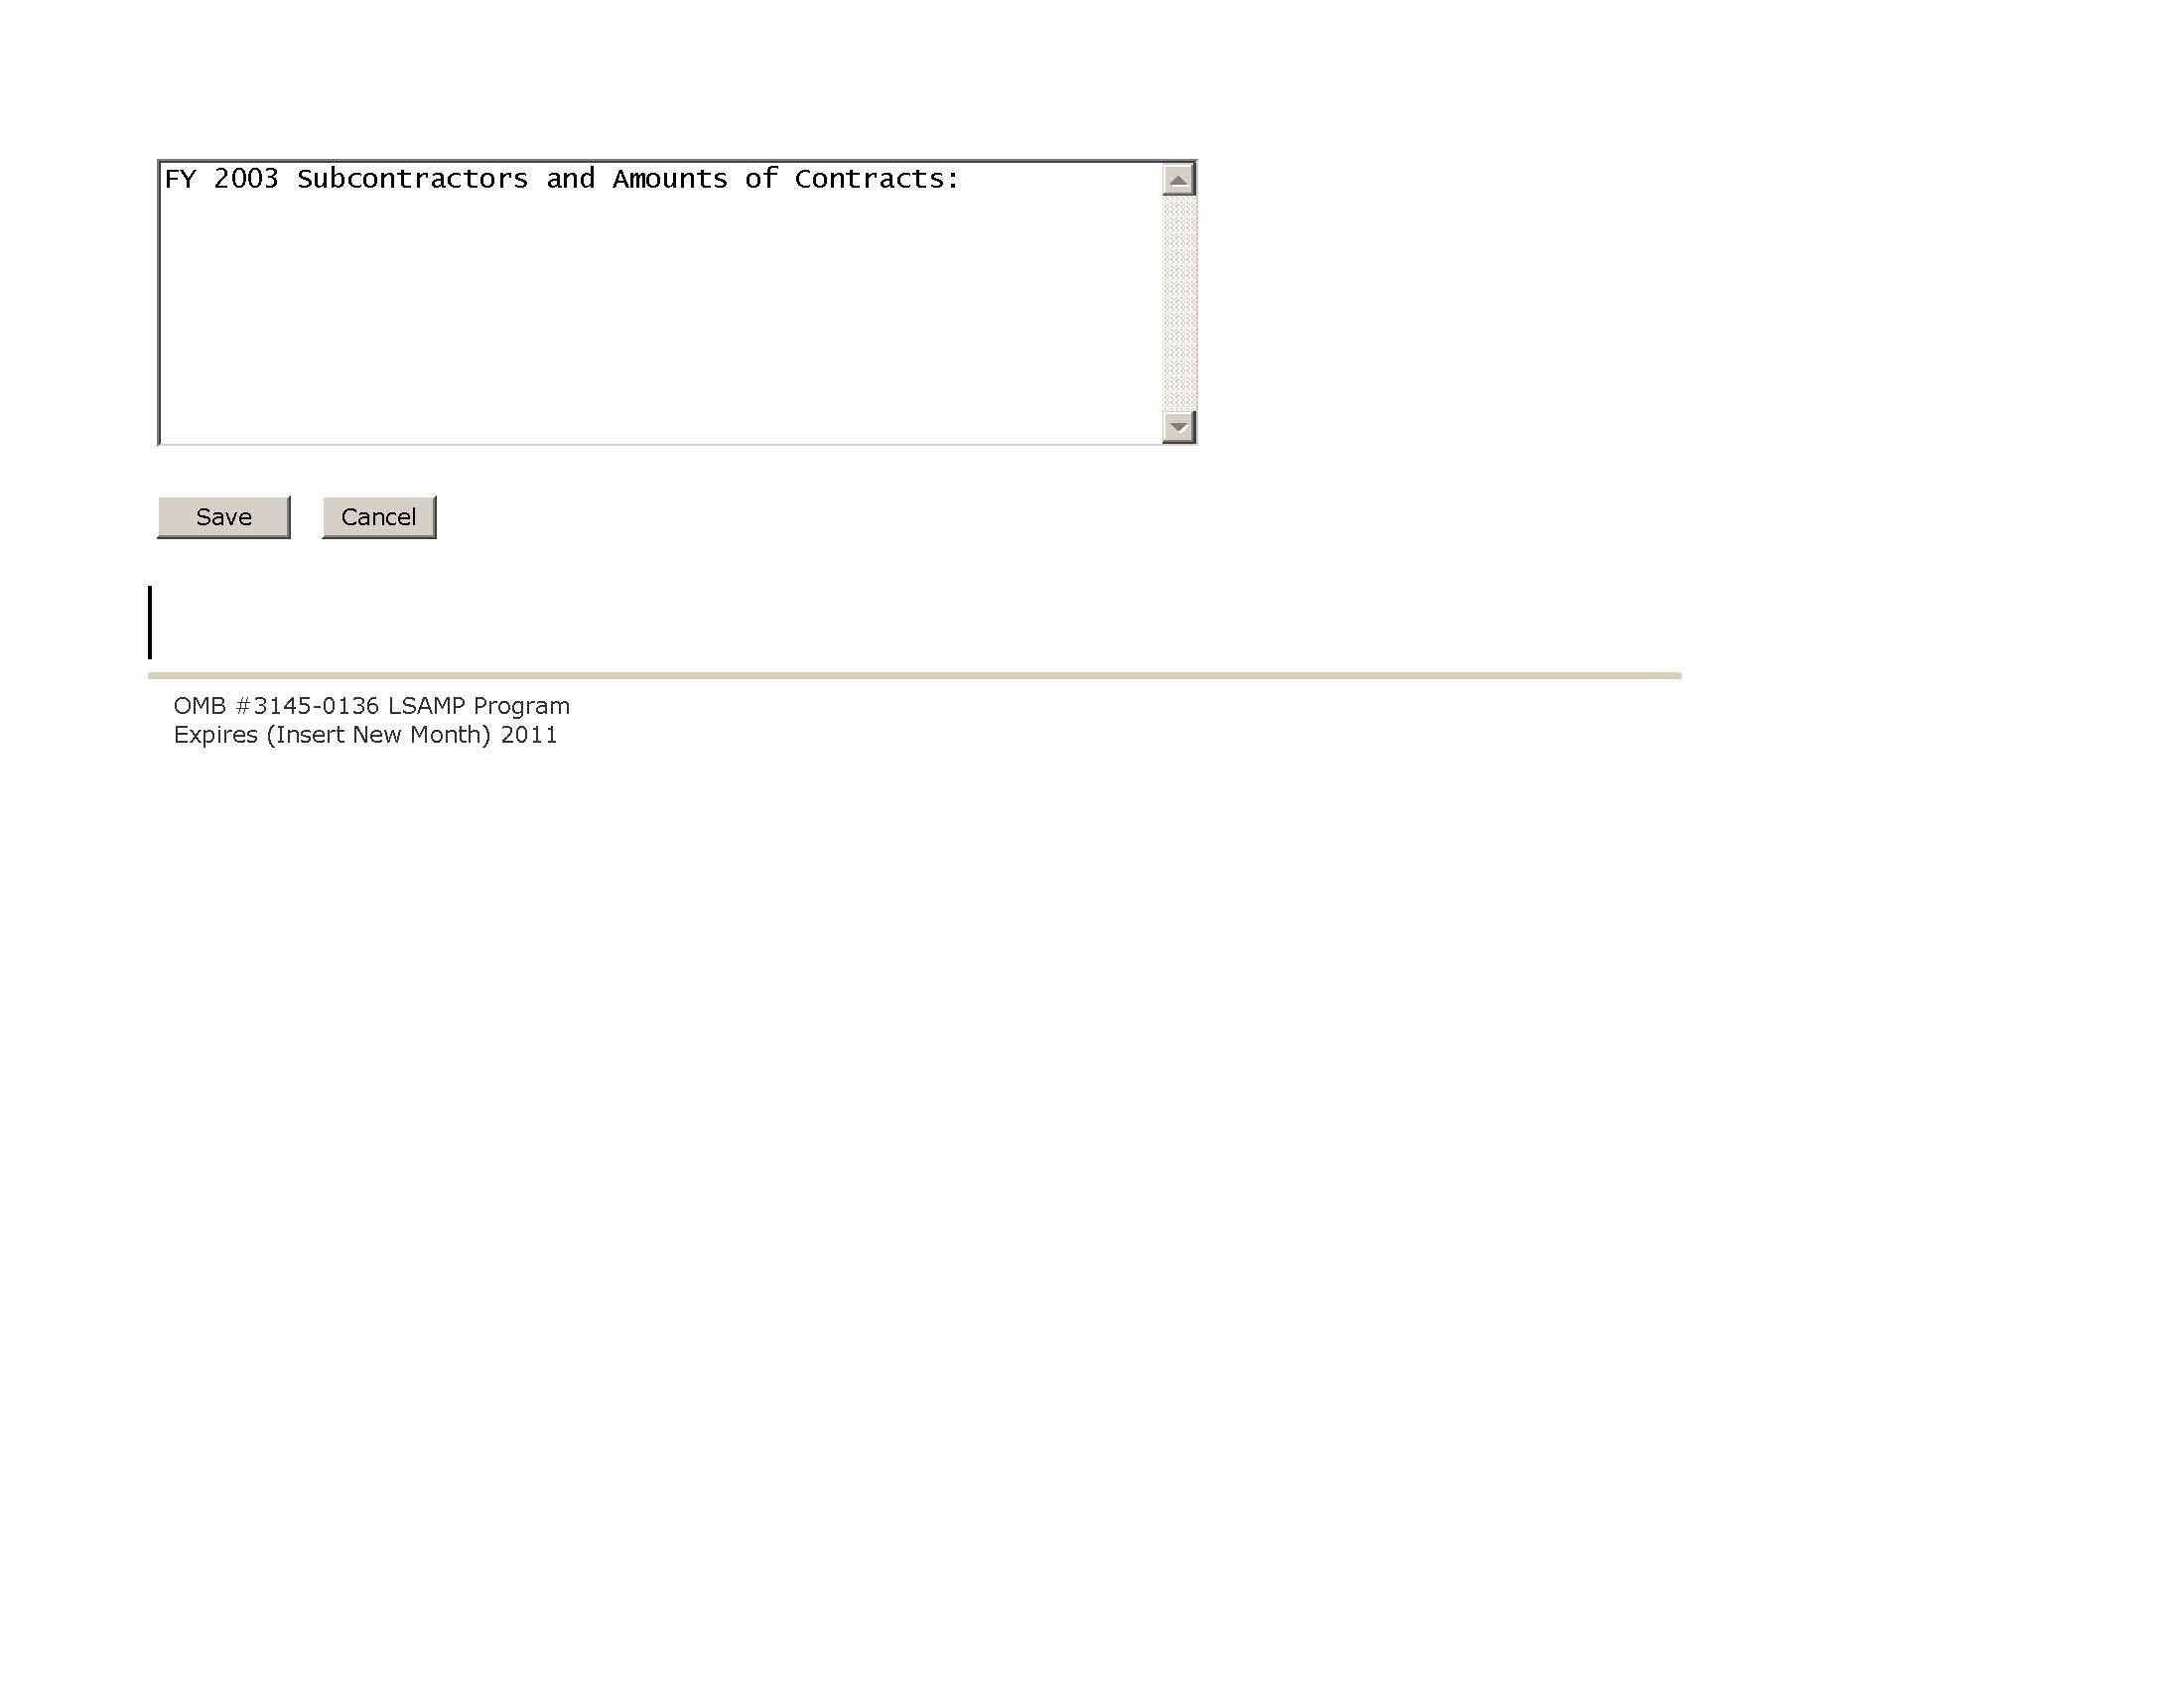 FY 2003 Subcontractors and Amounts of Contracts:
Save Cancel
OMB #3145-0136 LSAMP Program
Expires (Insert New Month) 2011